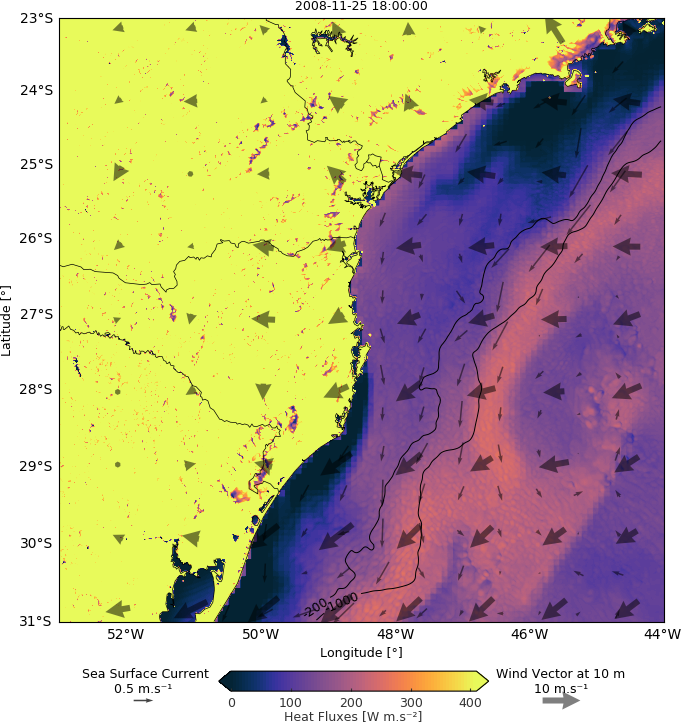 2008-11-25 18:00:00
23°S
24°S
25°S
26°S
27°S
28°S
29°S
30°S
31°S
Latitude [°]
200
1000
52°W 50°W 48°W 46°W 44°W
Longitude [°]
Sea Surface Current
0.5 m.s⁻¹
Wind Vector at 10 m
10 m.s⁻¹
0 100 200 300 400
Heat Fluxes [W m.s⁻²]